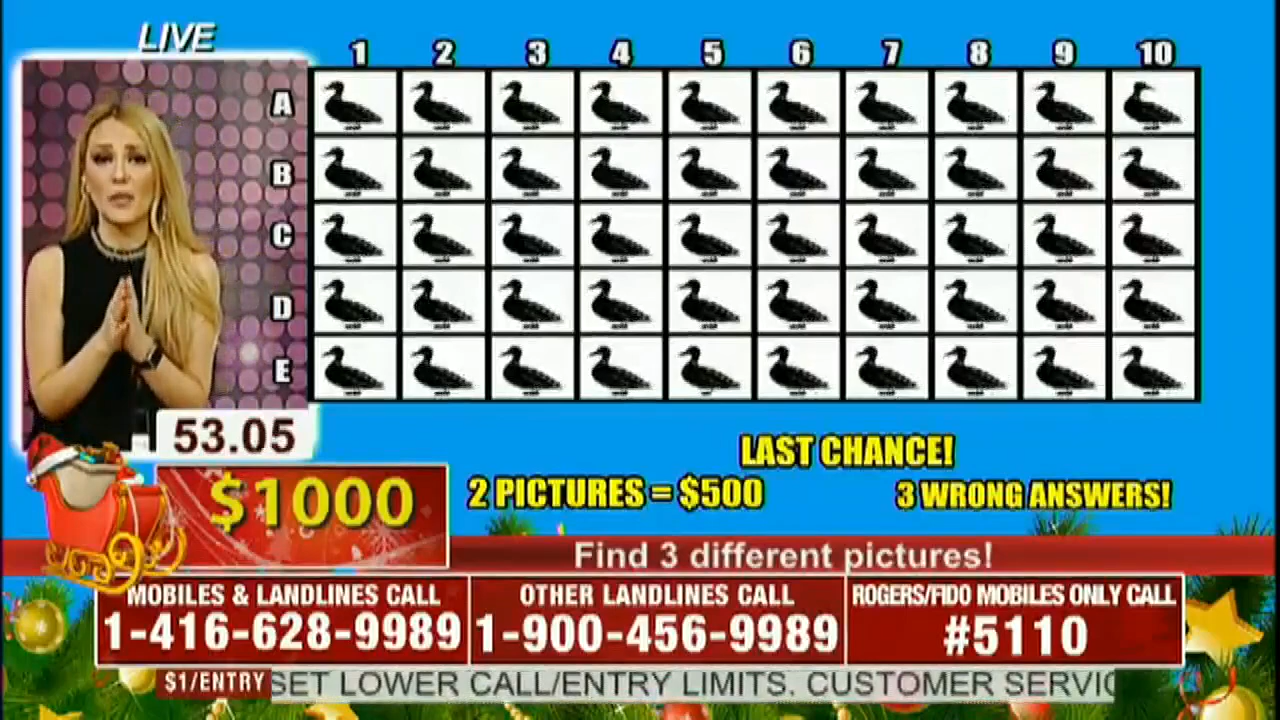 LIVE
1 2 3 4 5 6 7 8 9 10
A
B
C
D
E
53.05
$1000
LAST CHANCE!
2 PICTURES = $500 3 WRONG ANSWERS!
Find 3 different pictures!
MOBILES & LANDLINES CALL
1-416-628-9989
OTHER LANDLINES CALL
1-900-456-9989
ROGERS/FIDO MOBILES ONLY CALL
#5110
$1/ENTRY
SET LOWER CALL/ENTRY LIMITS. CUSTOMER SERVIC